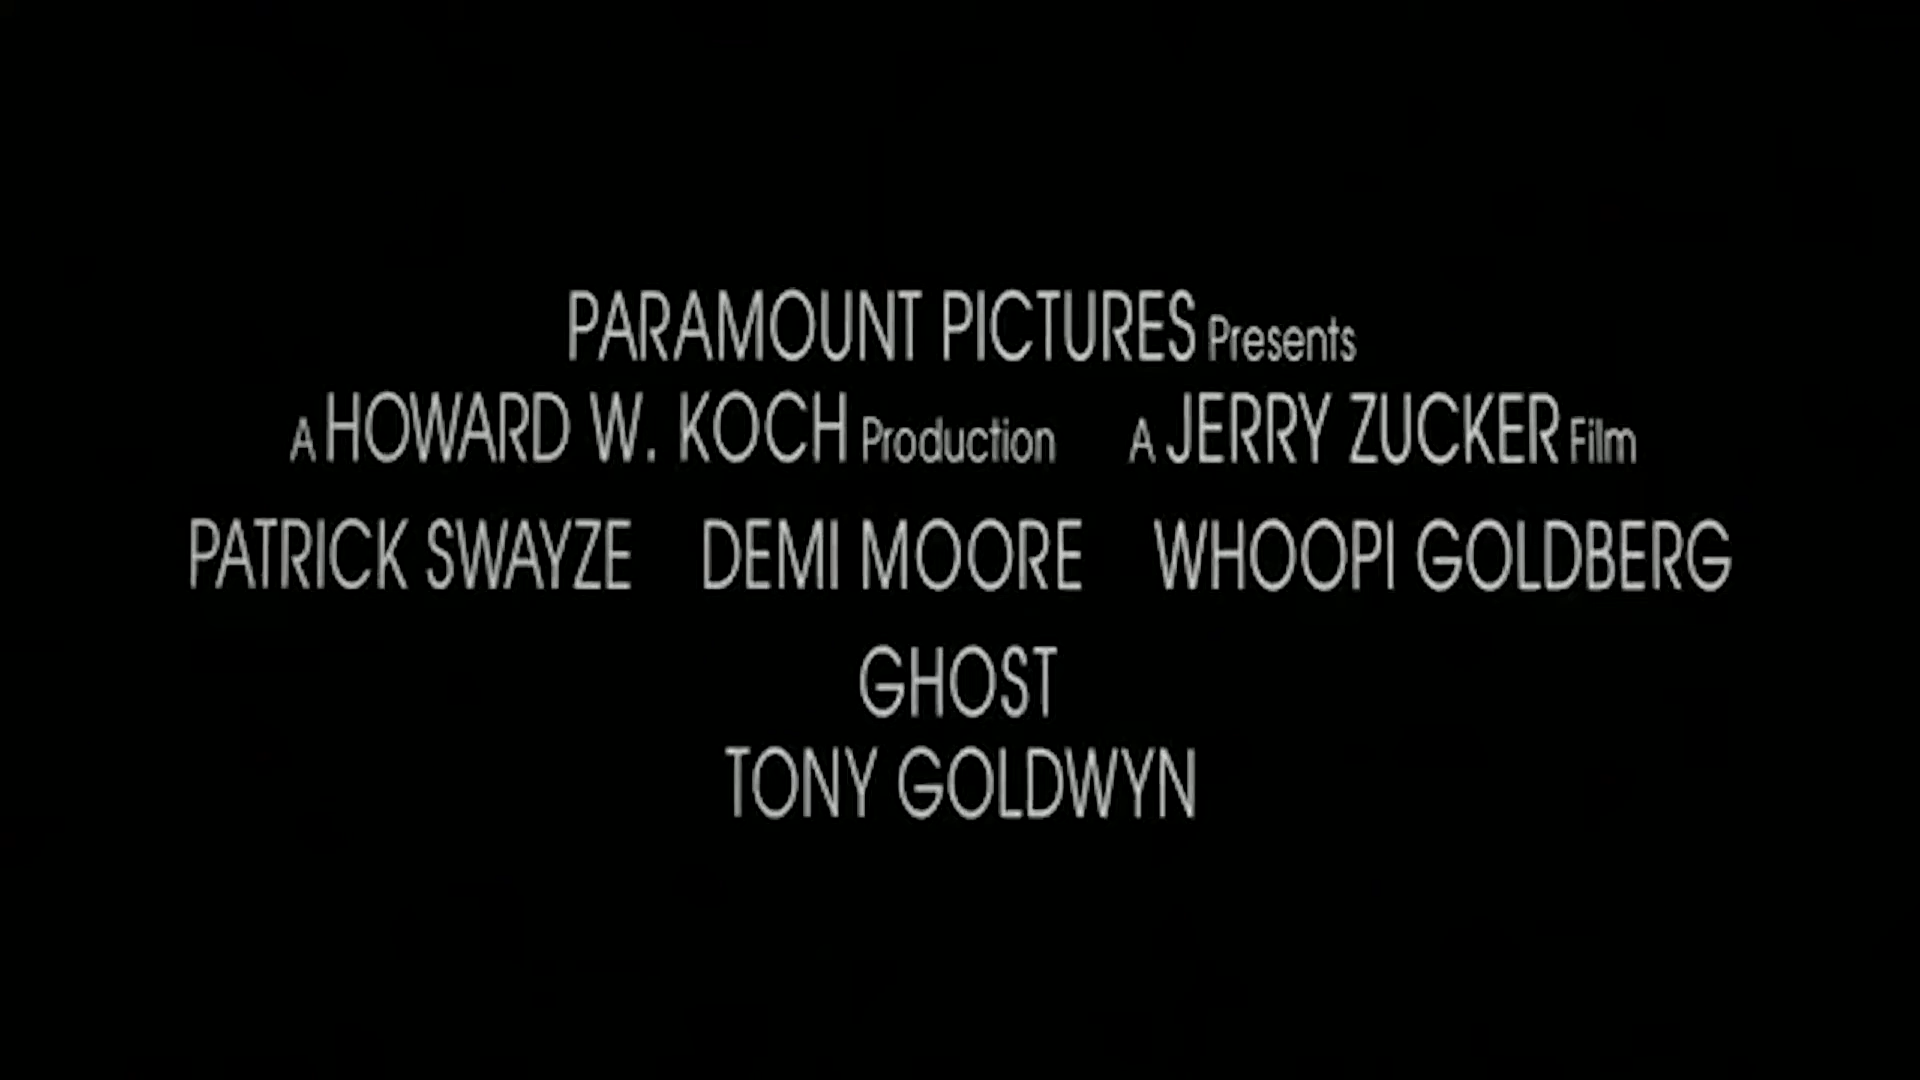 PARAMOUNT PICTURES Presents
A HOWARD W. KOCH Production A JERRY ZUCKER Film
PATRICK SWAYZE DEMI MOORE WHOOPI GOLDBERG
GHOST
TONY GOLDWYN